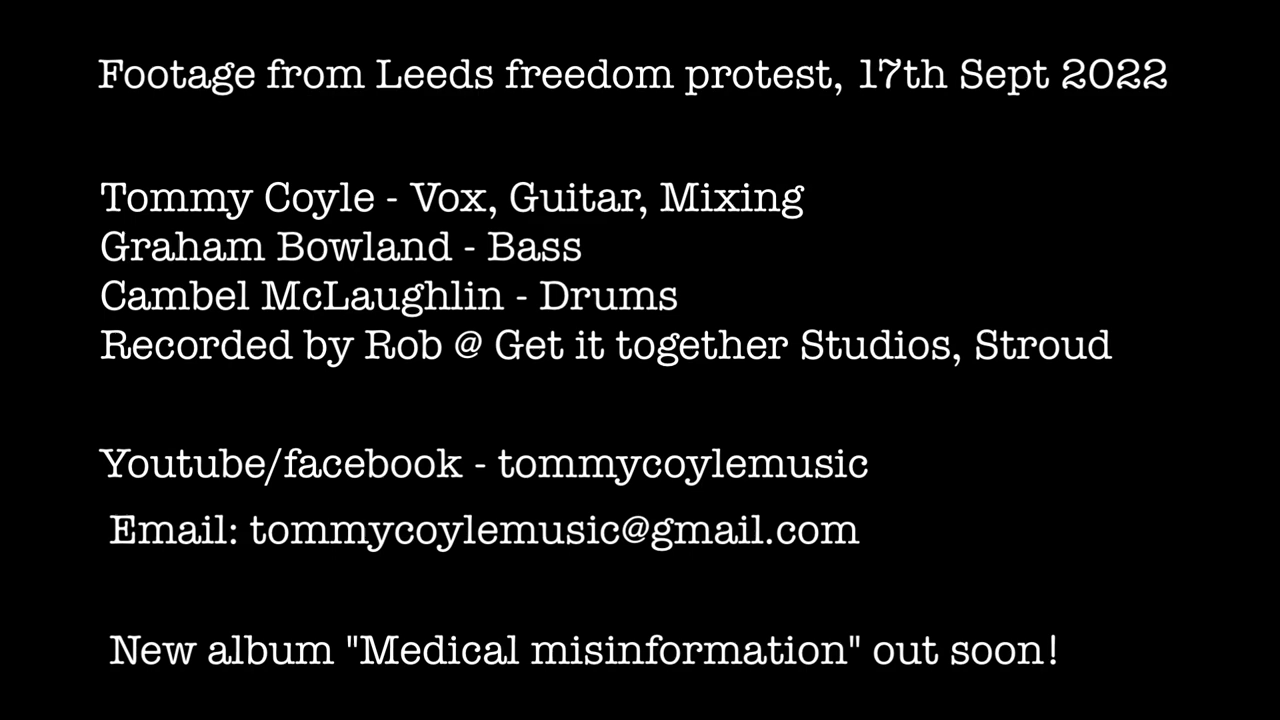 Footage from Leeds freedom protest, 17th Sept 2022
Tommy Coyle - Vox, Guitar, Mixing
Graham Bowland - Bass
Cambel McLaughlin - Drums
Recorded by Rob @ Get it together Studios, Stroud
Youtube/facebook - tommycoylemusic
Email: tommycoylemusic@gmail.com
New album "Medical misinformation" out soon!